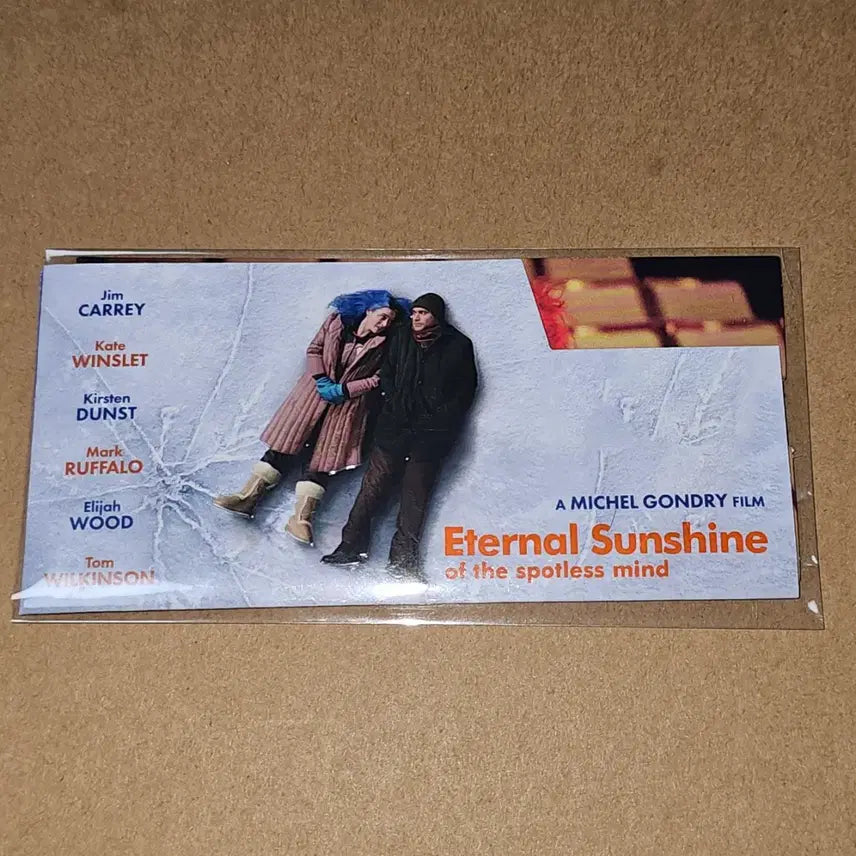 Jim
CARREY
Kate
WINSLET
Kirsten
DUNST
Mark
RUFFALO
Elijah
WOOD
Tom
WILKINSON
A MICHEL GONDRY FILM
Eternal Sunshine
of the spotless mind